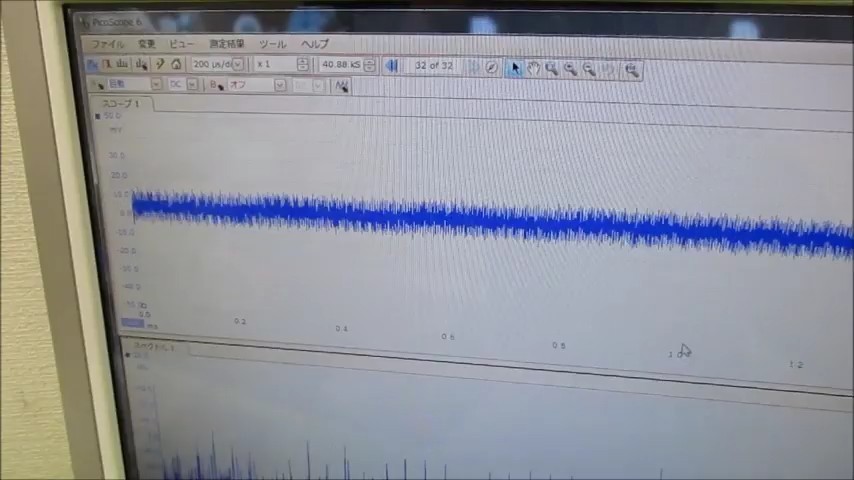 PicoScope 6
ファイル 変更 ビュー 測定結果 ツール ヘルプ
200 µs/di x 1 40.88 kS 32 of 32
自動 DC B オフ
スコープ 1
50.0
mV
30.0
20.0
10.0
0.0
-10.0
-20.0
-30.0
-40.0
-50.0
0.0 0.2 0.4 0.6 0.8 1.0 1.2
ms